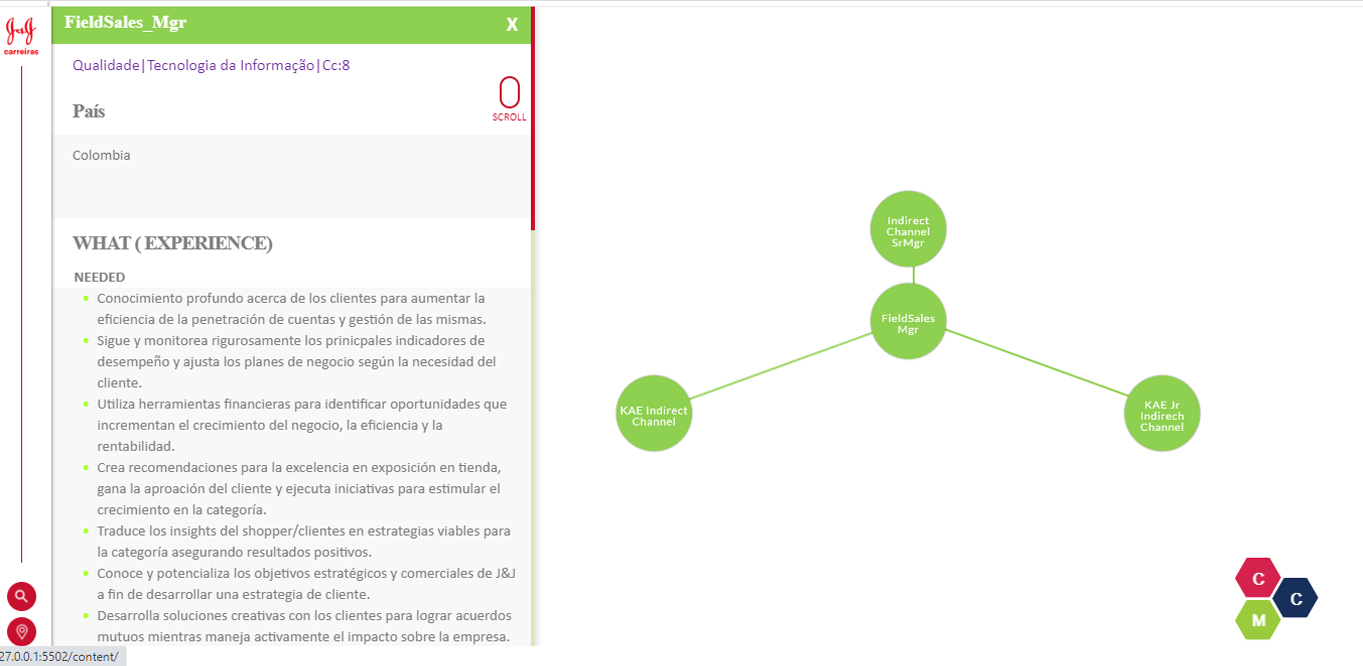 J&J
carreiras
FieldSales_Mgr
X
Qualidade|Tecnologia da Informação|Cc:8
SCROLL
País
Colombia
WHAT ( EXPERIENCE)
NEEDED
Conocimiento profundo acerca de los clientes para aumentar la
eficiencia de la penetración de cuentas y gestión de las mismas.
Sigue y monitorea rigurosamente los prinicpales indicadores de
desempeño y ajusta los planes de negocio según la necesidad del
cliente.
Utiliza herramientas financieras para identificar oportunidades que
incrementan el crecimiento del negocio, la eficiencia y la
rentabilidad.
Crea recomendaciones para la excelencia en exposición en tienda,
gana la aproación del cliente y ejecuta iniciativas para estimular el
crecimiento en la categoría.
Traduce los insights del shopper/clientes en estrategias viables para
la categoría asegurando resultados positivos.
Conoce y potencializa los objetivos estratégicos y comerciales de J&J
a fin de desarrollar una estrategia de cliente.
Desarrolla soluciones creativas con los clientes para lograr acuerdos
mutuos mientras maneja activamente el impacto sobre la empresa.
27.0.0.1:5502/content/
Indirect
Channel
SrMgr
FieldSales
Mgr
KAE Indirect
Channel
KAE Jr
Indirech
Channel
C
C
M